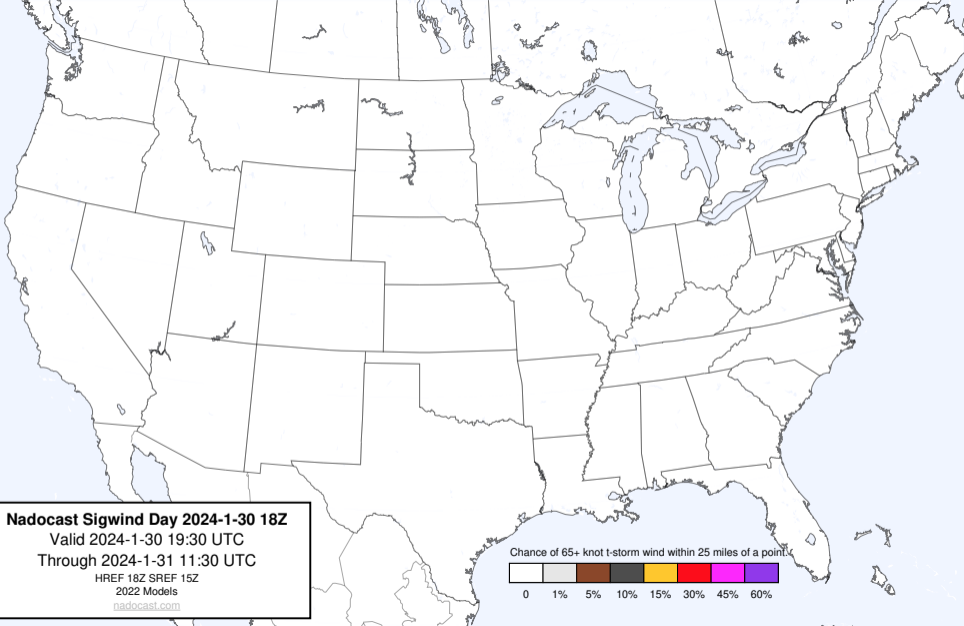 Nadocast Sigwind Day 2024-1-30 18Z
Valid 2024-1-30 19:30 UTC
Through 2024-1-31 11:30 UTC
HREF 18Z SREF 15Z
2022 Models
nadocast.com
Chance of 65+ knot t-storm wind within 25 miles of a point.
0 1% 5% 10% 15% 30% 45% 60%